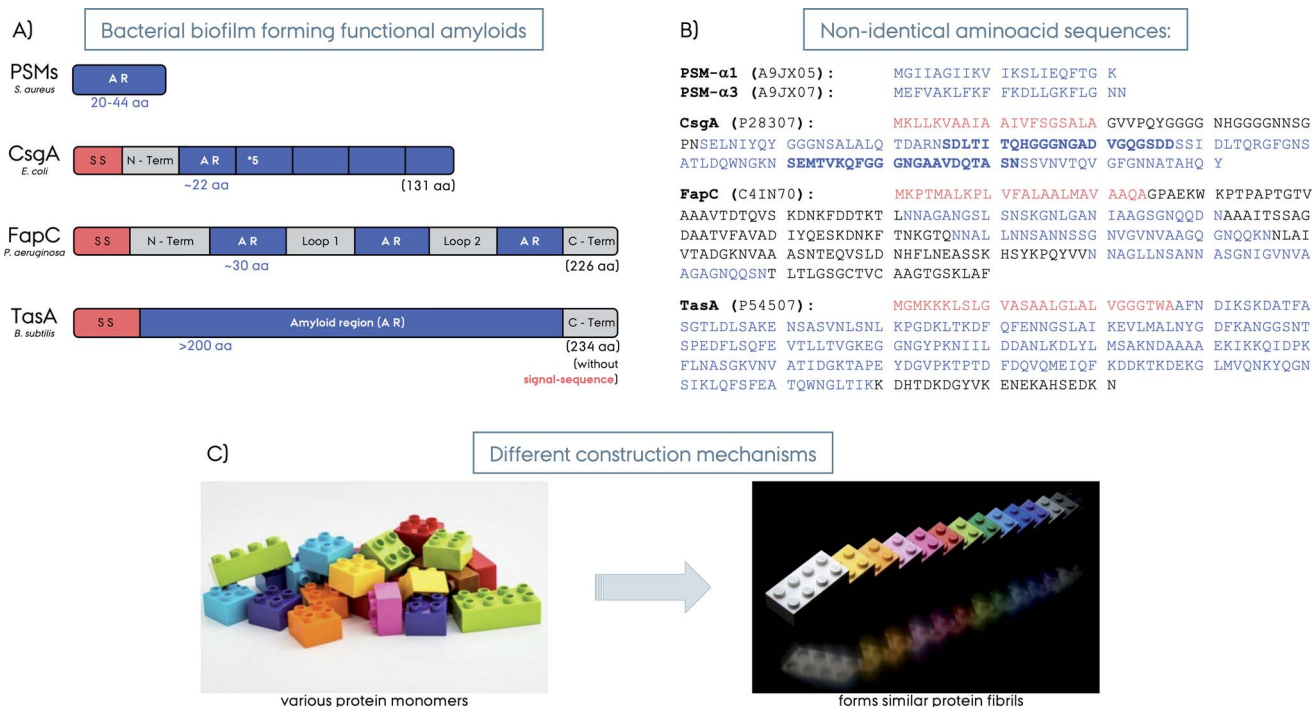 A)
Bacterial biofilm forming functional amyloids
PSMs
S. aureus
A R
20-44 aa
CsgA
E. coli
S S
N - Term
A R
*5
~22 aa
(131 aa)
FapC
P. aeruginosa
S S
N - Term
A R
Loop 1
A R
Loop 2
A R
C - Term
~30 aa
(226 aa)
TasA
B. subtilis
S S
Amyloid region (A R)
C - Term
>200 aa
(234 aa)
(without
signal-sequence)
B)
Non-identical aminoacid sequences:
PSM-α1 (A9JX05): MGIIAGIIKV IKSLIEQFTG K
PSM-α3 (A9JX07): MEFVAKLFKF FKDLLGKFLG NN
CsgA (P28307): MKLLKVAAIA AIVFSGSALA GVVPQYGGGG NHGGGGNNSG
PNSELNIYQY GGGNSALALQ TDARNSDLTI TQHGGGNGAD VGQGSDDSSI DLTQRGFGNS
ATLDQWNGKN SEMTVKQFGG GNGAAVDQTA SNSSVNVTQV GFGNNATAHQ Y
FapC (C4IN70): MKPTMALKPL VFALAALMAV AAQAGPAEKW KPTPAPTGTV
AAAVTDTQVS KDNKFDDTKT LNNAGANGSL SNSKGNLGAN IAAGSGNQQD NAAAITSSAG
DAATVFAVAD IYQESKDNKF TNKGTQNNAL LNNSANNSSG NVGVNVAAGQ GNQQKNNLAI
VTADGKNVAA ASNTEQVSLD NHFLNEASSK HSYKPQYVVN NAGLLNSANN ASGNIGVNVA
AGAGNQQSNT LTLGSGCTVC AAGTGSKLAF
TasA (P54507): MGMKKKLSLG VASAALGLAL VGGGTWAAFN DIKSKDATFA
SGTLDLSAKE NSASVNLSNL KPGDKLTKDF QFENNGSLAI KEVLMALNYG DFKANGGSNT
SPEDFLSQFE VTLLTVGKEG GNGYPKNIIL DDANLKDLYL MSAKNDAAAA EKIKKQIDPK
FLNASGKVNV ATIDGKTAPE YDGVPKTPTD FDQVQMEIQF KDDKTKDEKG LMVQNKYQGN
SIKLQFSFEA TQWNGLTIKK DHTDKDGYVK ENEKAHSEDK N
C)
Different construction mechanisms
various protein monomers
forms similar protein fibrils